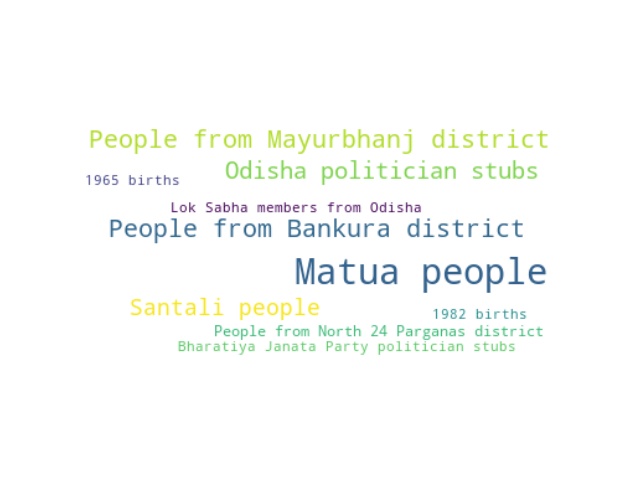 People from Mayurbhanj district
Odisha politician stubs
1965 births
Lok Sabha members from Odisha
People from Bankura district
Matua people
Santali people
1982 births
People from North 24 Parganas district
Bharatiya Janata Party politician stubs